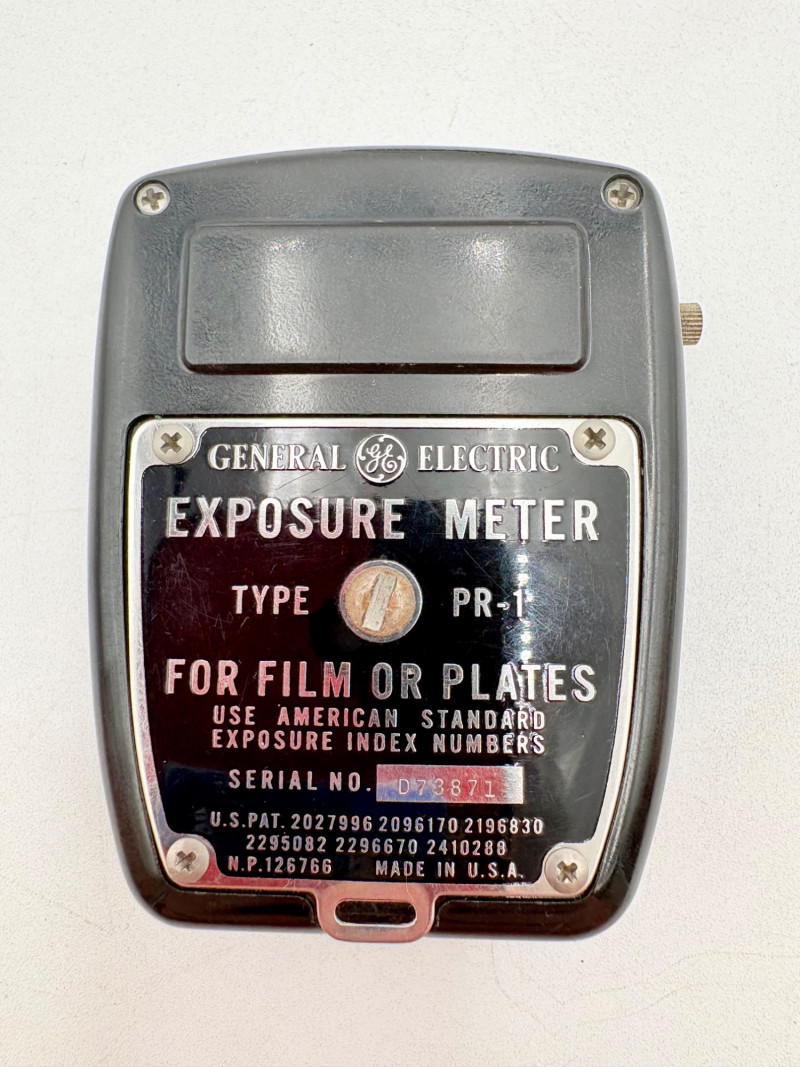 GENERAL GE ELECTRIC
EXPOSURE METER
TYPE PR-1
FOR FILM OR PLATES
USE AMERICAN STANDARD
EXPOSURE INDEX NUMBERS
SERIAL NO. D73871
U.S.PAT. 2027996 2096170 2196830
2295082 2296670 2410288
N.P.126766 MADE IN U.S.A.